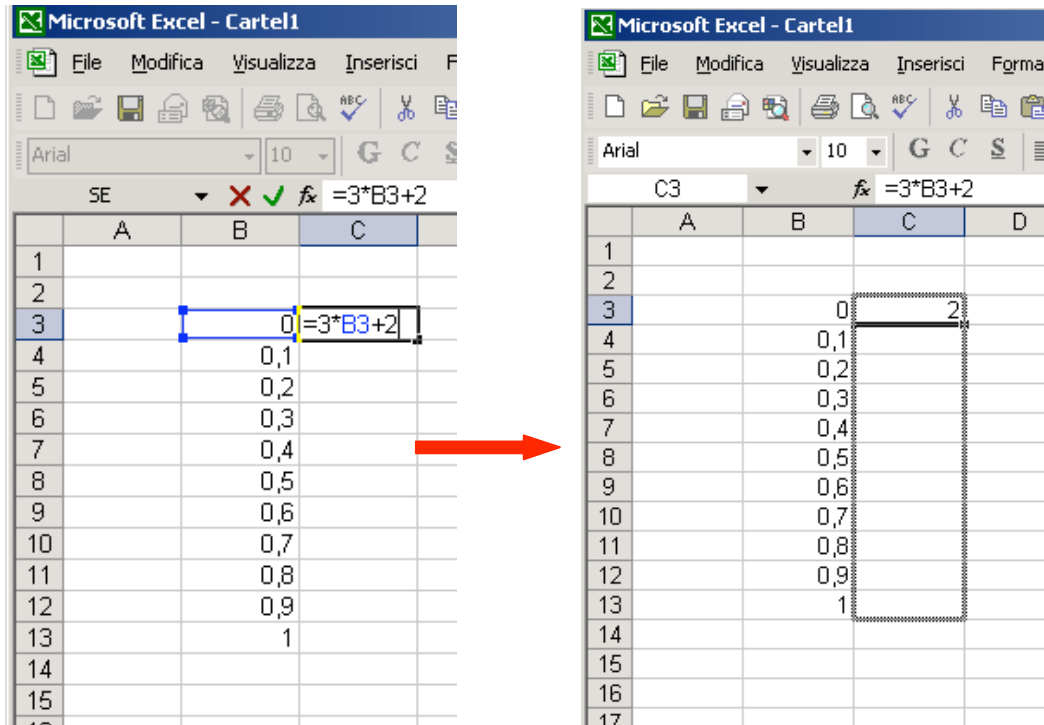 Microsoft Excel - Cartel1
File Modifica Visualizza Inserisci F
ABC
Arial 10 G C S
SE =3*B3+2
A B C
1
2
3 0 =3*B3+2
4 0,1
5 0,2
6 0,3
7 0,4
8 0,5
9 0,6
10 0,7
11 0,8
12 0,9
13 1
14
15
Microsoft Excel - Cartel1
File Modifica Visualizza Inserisci Forma
ABC
Arial 10 G C S
C3 fx =3*B3+2
A B C D
1
2
3 0 2
4 0,1
5 0,2
6 0,3
7 0,4
8 0,5
9 0,6
10 0,7
11 0,8
12 0,9
13 1
14
15
16
17